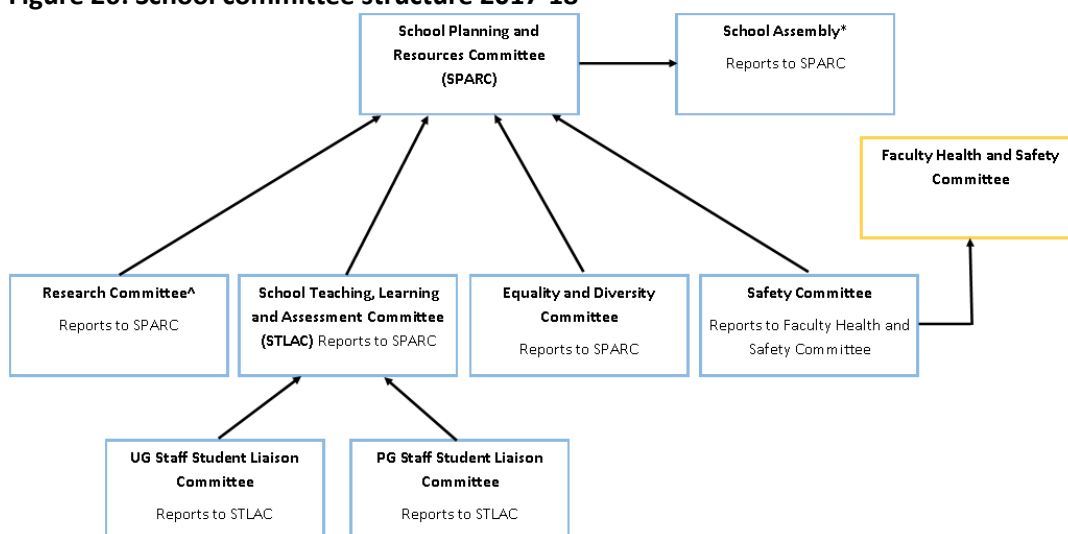 Figure 20: School committee structure 2017-18
School Planning and
Resources Committee
(SPARC)
School Assembly*
Reports to SPARC
Faculty Health and Safety
Committee
Research Committee^
Reports to SPARC
School Teaching, Learning
and Assessment Committee
(STLAC) Reports to SPARC
Equality and Diversity
Committee
Reports to SPARC
Safety Committee
Reports to Faculty Health and
Safety Committee
UG Staff Student Liaison
Committee
Reports to STLAC
PG Staff Student Liaison
Committee
Reports to STLAC